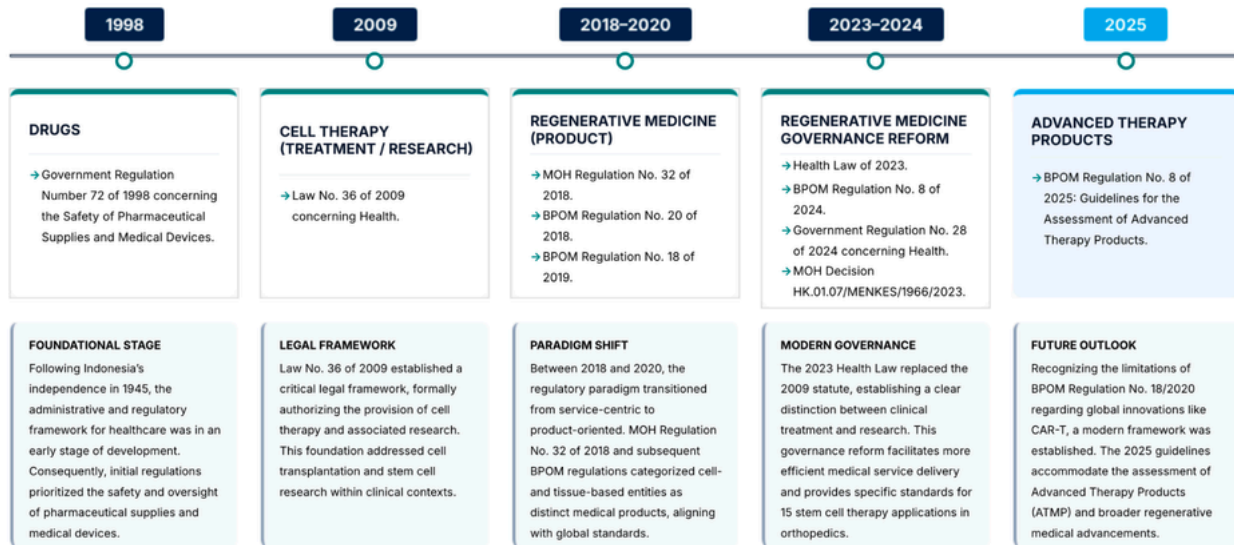 1998
2009
2018–2020
2023–2024
2025
DRUGS
→Government Regulation
Number 72 of 1998 concerning
the Safety of Pharmaceutical
Supplies and Medical Devices.
CELL THERAPY
(TREATMENT / RESEARCH)
→Law No. 36 of 2009
concerning Health.
REGENERATIVE MEDICINE
(PRODUCT)
→MOH Regulation No. 32 of
2018.
→BPOM Regulation No. 20 of
2018.
→BPOM Regulation No. 18 of
2019.
REGENERATIVE MEDICINE
GOVERNANCE REFORM
→Health Law of 2023.
→BPOM Regulation No. 8 of
2024.
→Government Regulation No. 28
of 2024 concerning Health.
→MOH Decision
HK.01.07/MENKES/1966/2023.
ADVANCED THERAPY
PRODUCTS
→BPOM Regulation No. 8 of
2025: Guidelines for the
Assessment of Advanced
Therapy Products.
FOUNDATIONAL STAGE
Following Indonesia's
independence in 1945, the
administrative and regulatory
framework for healthcare was in an
early stage of development.
Consequently, initial regulations
prioritized the safety and oversight
of pharmaceutical supplies and
medical devices.
LEGAL FRAMEWORK
Law No. 36 of 2009 established a
critical legal framework, formally
authorizing the provision of cell
therapy and associated research.
This foundation addressed cell
transplantation and stem cell
research within clinical contexts.
PARADIGM SHIFT
Between 2018 and 2020, the
regulatory paradigm transitioned
from service-centric to
product-oriented. MOH Regulation
No. 32 of 2018 and subsequent
BPOM regulations categorized cell-
and tissue-based entities as
distinct medical products, aligning
with global standards.
MODERN GOVERNANCE
The 2023 Health Law replaced the
2009 statute, establishing a clear
distinction between clinical
treatment and research. This
governance reform facilitates more
efficient medical service delivery
and provides specific standards for
15 stem cell therapy applications in
orthopedics.
FUTURE OUTLOOK
Recognizing the limitations of
BPOM Regulation No. 18/2020
regarding global innovations like
CAR-T, a modern framework was
established. The 2025 guidelines
accommodate the assessment of
Advanced Therapy Products
(ATMP) and broader regenerative
medical advancements.